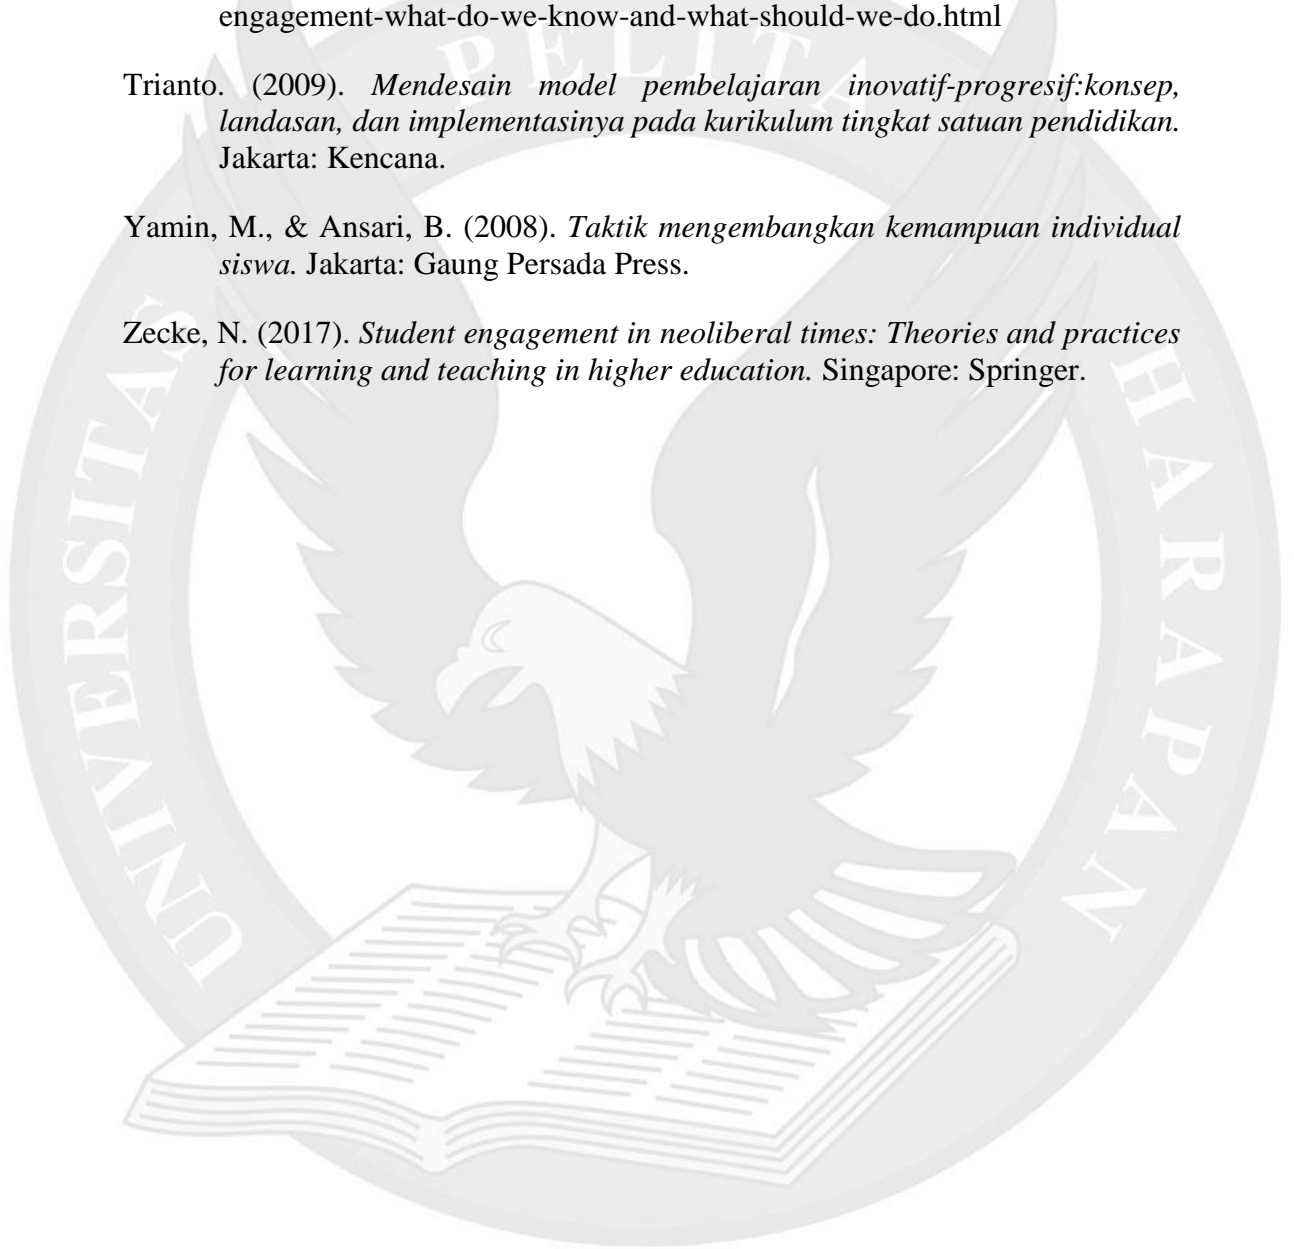 engagement-what-do-we-know-and-what-should-we-do.html
Trianto. (2009). Mendesain model pembelajaran inovatif-progresif:konsep,
landasan, dan implementasinya pada kurikulum tingkat satuan pendidikan.
Jakarta: Kencana.
Yamin, M., & Ansari, B. (2008). Taktik mengembangkan kemampuan individual
siswa. Jakarta: Gaung Persada Press.
Zecke, N. (2017). Student engagement in neoliberal times: Theories and practices
for learning and teaching in higher education. Singapore: Springer.
UNIVERSITAS PELITA HARAPAN